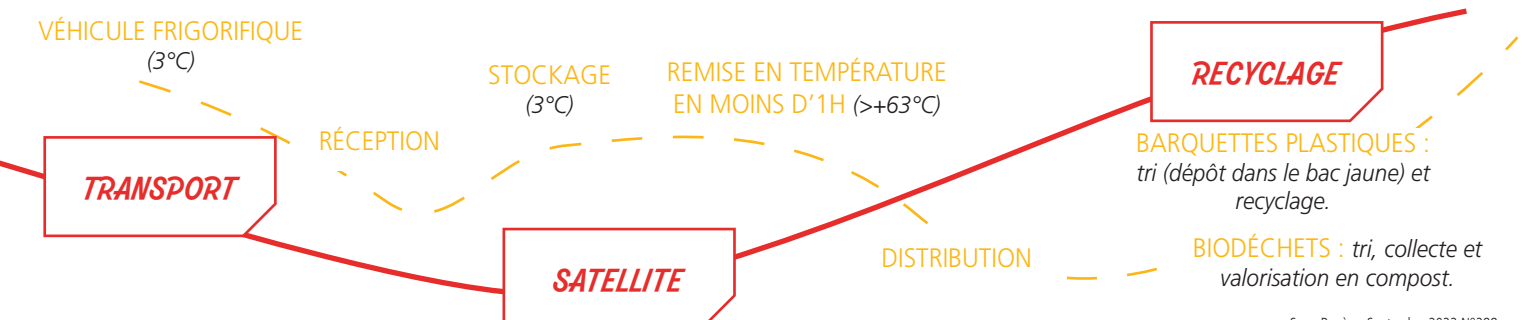 VÉHICULE FRIGORIFIQUE
(3°C)
TRANSPORT
RÉCEPTION
STOCKAGE
(3°C)
REMISE EN TEMPÉRATURE
EN MOINS D’1H (>+63°C)
SATELLITE
DISTRIBUTION
RECYCLAGE
BARQUETTES PLASTIQUES :
tri (dépôt dans le bac jaune) et
recyclage.
BIODÉCHETS : tri, collecte et
valorisation en compost.